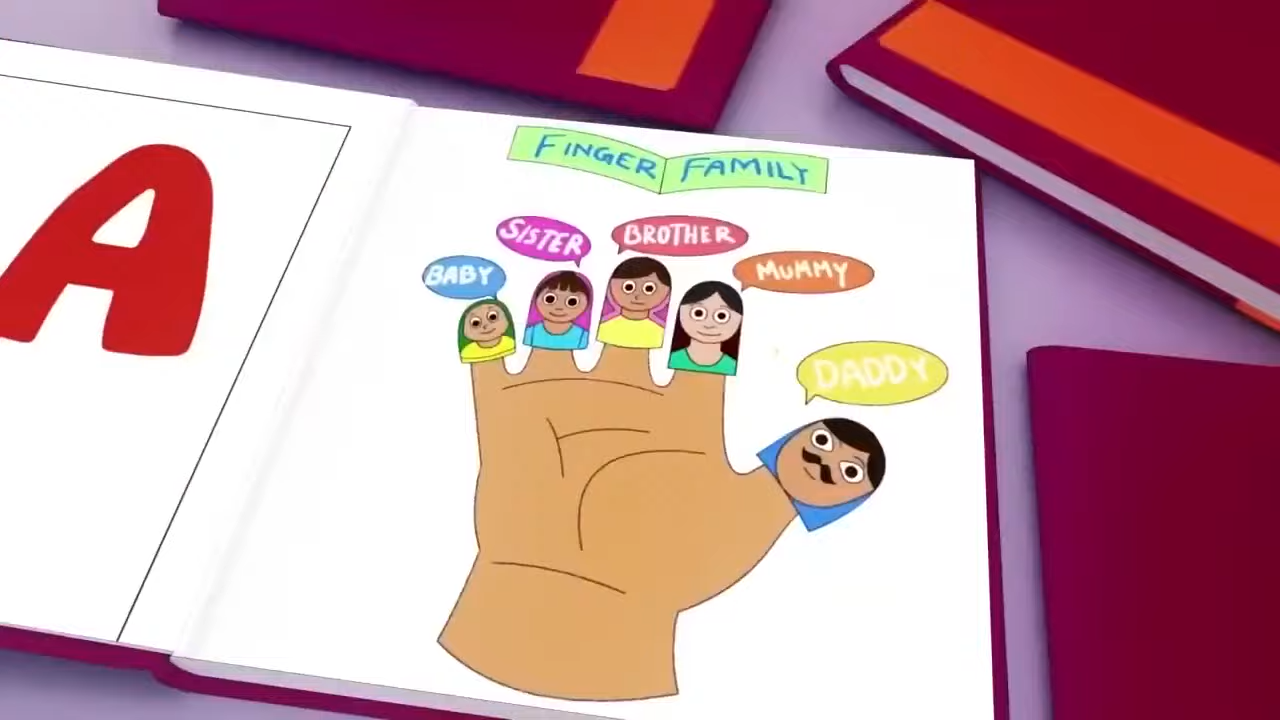 A
FINGER FAMILY
SISTER
BROTHER
BABY
MUMMY
DADDY